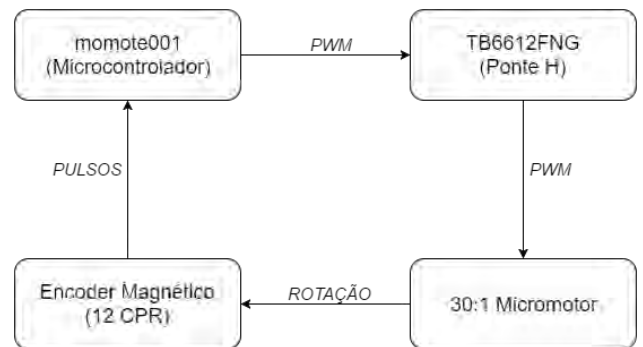 momote001
(Microcontrolador)
PWM
TB6612FNG
(Ponte H)
PULSOS
PWM
Encoder Magnético
(12 CPR)
ROTAÇÃO
30:1 Micromotor